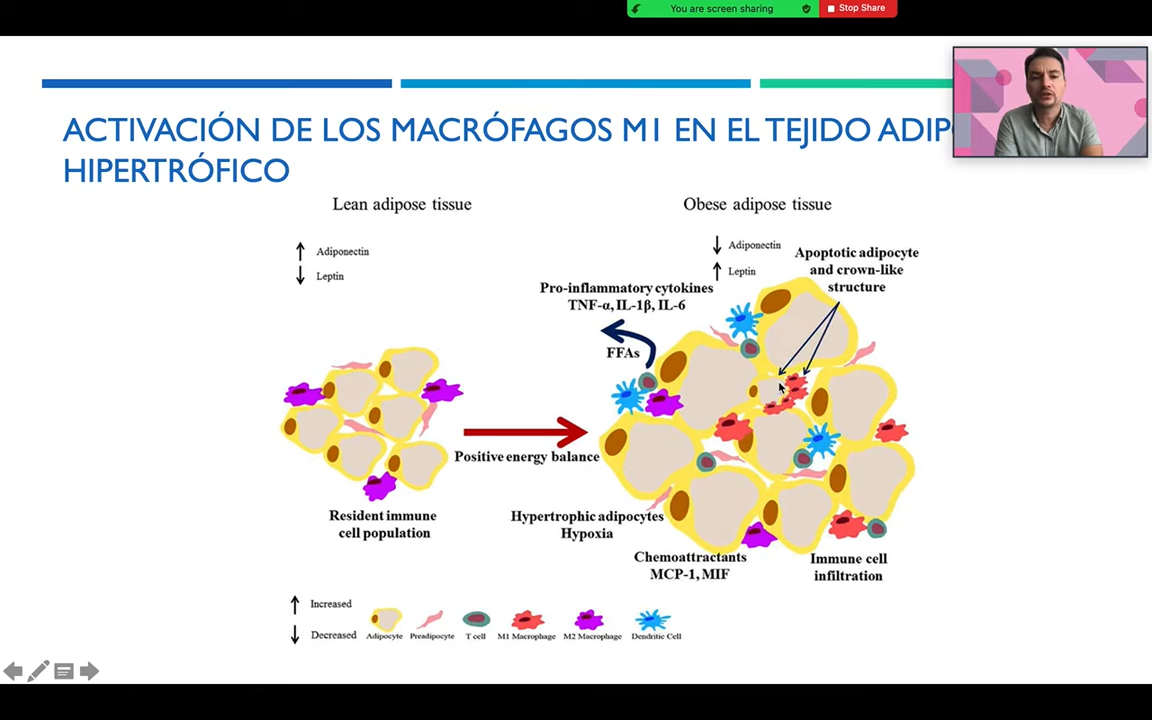 You are screen sharing
Stop Share
ACTIVACIÓN DE LOS MACRÓFAGOS M1 EN EL TEJIDO
HIPERTRÓFICO
Lean adipose tissue
Obese adipose tissue
Adiponectin
Leptin
Adiponectin
Leptin
Apoptotic adipocyte
and crown-like
structure
Pro-inflammatory cytokines
TNF-α, IL-1β, IL-6
FFAs
Positive energy balance
Resident immune
cell population
Hypertrophic adipocytes
Hypoxia
Chemoattractants
MCP-1, MIF
Immune cell
infiltration
Increased
Decreased
Adipocyte
Preadipocyte
T cell
M1 Macrophage
M2 Macrophage
Dendritic Cell